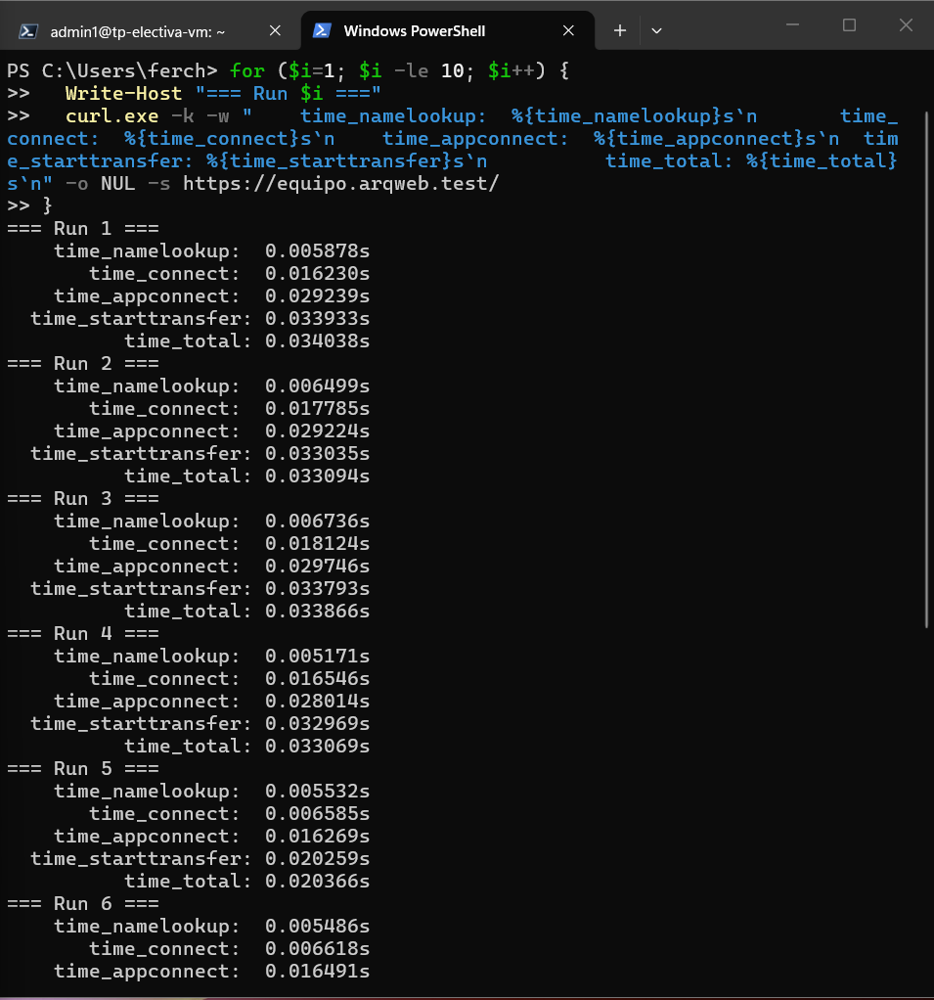 admin1@tp-electiva-vm: ~
Windows PowerShell
PS C:\Users\ferch> for ($i=1; $i -le 10; $i++) {
>>   Write-Host "=== Run $i ==="
>>   curl.exe -k -w "    time_namelookup:  %{time_namelookup}s`n       time_
connect:  %{time_connect}s`n    time_appconnect:  %{time_appconnect}s`n  tim
e_starttransfer: %{time_starttransfer}s`n          time_total: %{time_total}
s`n" -o NUL -s https://equipo.arqweb.test/
>> }
=== Run 1 ===
    time_namelookup:  0.005878s
       time_connect:  0.016230s
    time_appconnect:  0.029239s
  time_starttransfer: 0.033933s
          time_total: 0.034038s
=== Run 2 ===
    time_namelookup:  0.006499s
       time_connect:  0.017785s
    time_appconnect:  0.029224s
  time_starttransfer: 0.033035s
          time_total: 0.033094s
=== Run 3 ===
    time_namelookup:  0.006736s
       time_connect:  0.018124s
    time_appconnect:  0.029746s
  time_starttransfer: 0.033793s
          time_total: 0.033866s
=== Run 4 ===
    time_namelookup:  0.005171s
       time_connect:  0.016546s
    time_appconnect:  0.028014s
  time_starttransfer: 0.032969s
          time_total: 0.033069s
=== Run 5 ===
    time_namelookup:  0.005532s
       time_connect:  0.006585s
    time_appconnect:  0.016269s
  time_starttransfer: 0.020259s
          time_total: 0.020366s
=== Run 6 ===
    time_namelookup:  0.005486s
       time_connect:  0.006618s
    time_appconnect:  0.016491s